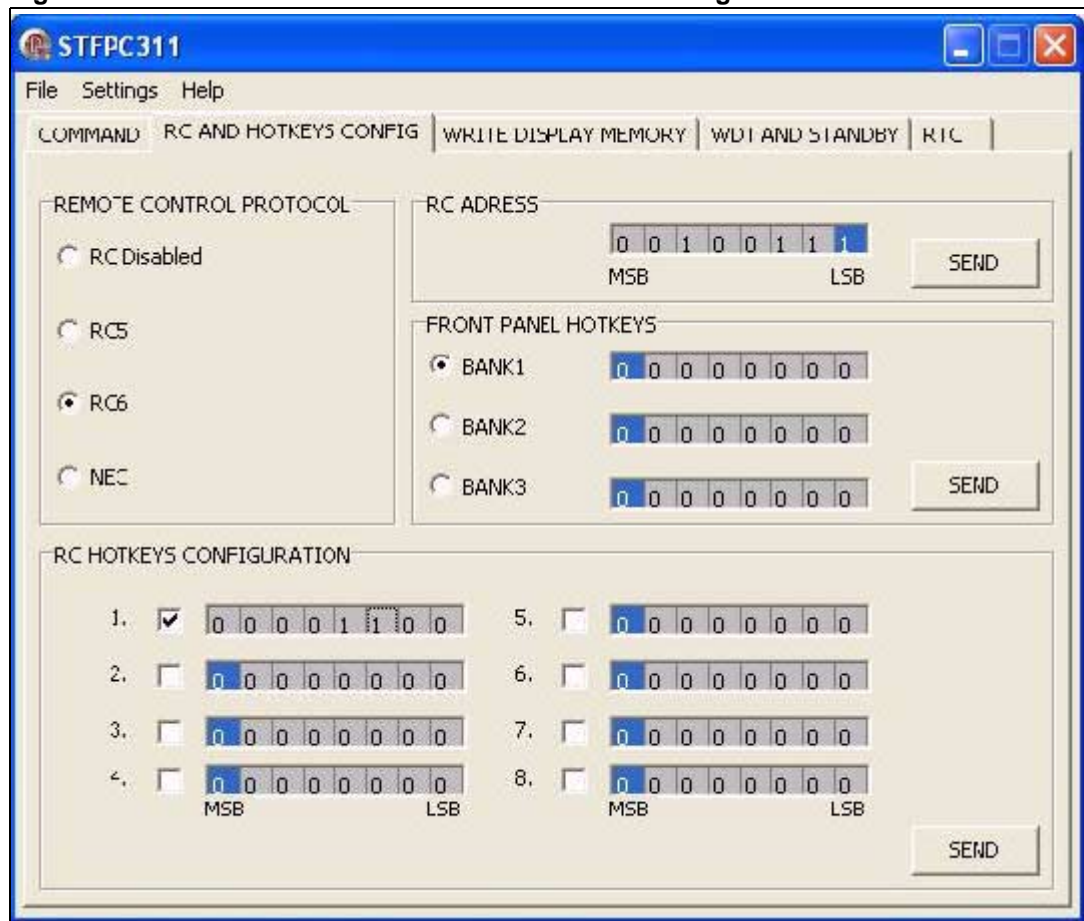 STFPC311
File Settings Help
COMMAND RC AND HOTKEYS CONFIG WRITE DISPLAY MEMORY WDT AND STANDBY RTC
REMOTE CONTROL PROTOCOL
RC Disabled
RC5
RC6
NEC
RC ADRESS
0 0 1 0 0 1 1 1
MSB LSB
SEND
FRONT PANEL HOTKEYS
BANK1 0 0 0 0 0 0 0 0
BANK2 0 0 0 0 0 0 0 0
BANK3 0 0 0 0 0 0 0 0
SEND
RC HOTKEYS CONFIGURATION
1. 0 0 0 0 1 1 0 0
2. 0 0 0 0 0 0 0 0
3. 0 0 0 0 0 0 0 0
4. 0 0 0 0 0 0 0 0
MSB LSB
5. 0 0 0 0 0 0 0 0
6. 0 0 0 0 0 0 0 0
7. 0 0 0 0 0 0 0 0
8. 0 0 0 0 0 0 0 0
MSB LSB
SEND